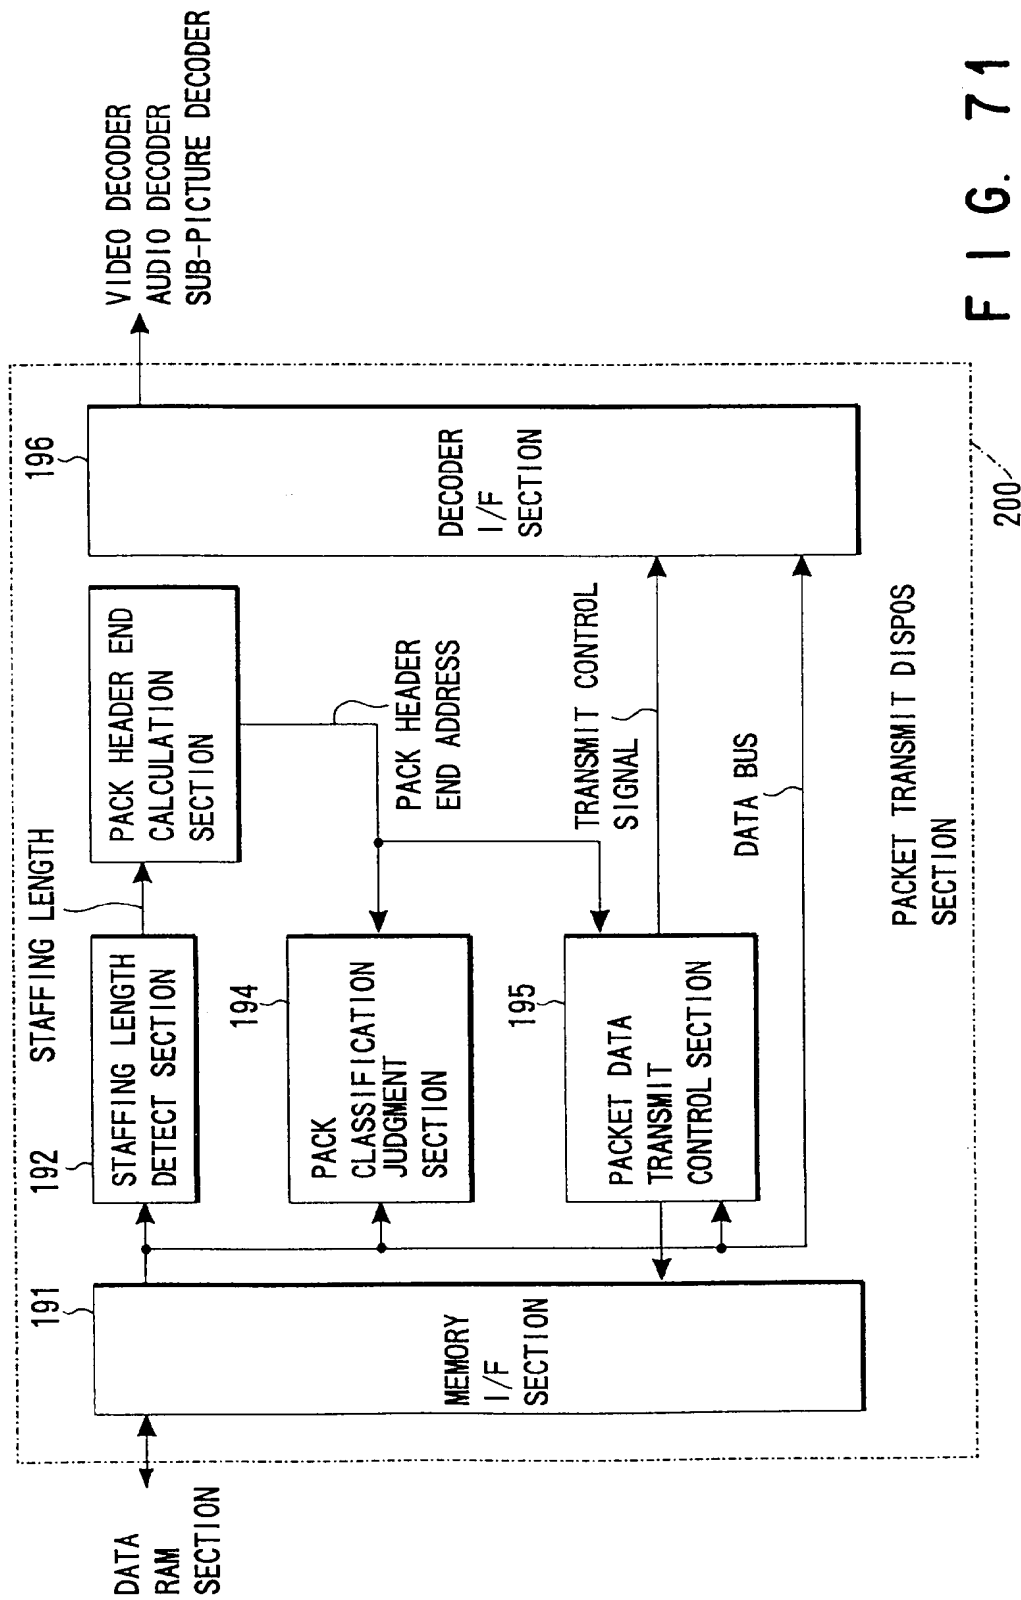 DATA
RAM
SECTION
191
MEMORY
I/F
SECTION
192
STAFFING LENGTH
DETECT SECTION
STAFFING LENGTH
PACK HEADER END
CALCULATION
SECTION
194
PACK
CLASSIFICATION
JUDGMENT
SECTION
PACK HEADER
END ADDRESS
195
PACKET DATA
TRANSMIT
CONTROL SECTION
TRANSMIT CONTROL
SIGNAL
DATA BUS
196
DECODER
I/F
SECTION
VIDEO DECODER
AUDIO DECODER
SUB-PICTURE DECODER
PACKET TRANSMIT DISPOS
SECTION
200
FIG. 71